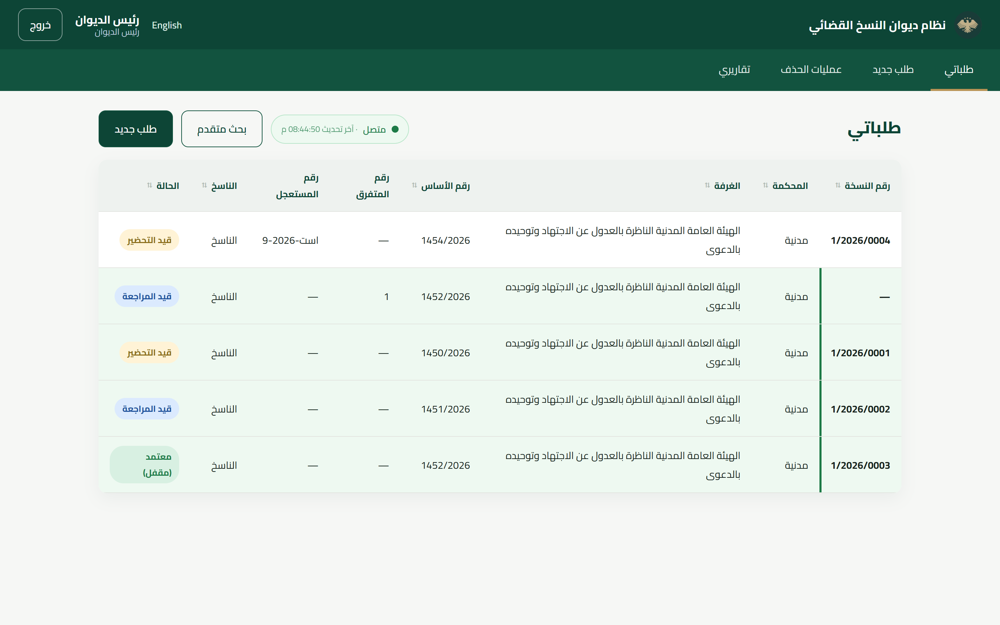 نظام ديوان النسخ القضائي
English
رئيس الديوان
رئيس الديوان
خروج
طلباتي
طلب جديد
عمليات الحذف
تقاريري
طلباتي
متصل · آخر تحديث 08:44:50 م
بحث متقدم
طلب جديد
رقم النسخة ⇅
المحكمة ⇅
الغرفة ⇅
رقم الأساس ⇅
رقم
المتفرق
رقم
المستعجل
الناسخ ⇅
الحالة ⇅
1/2026/0004
مدنية
الهيئة العامة المدنية الناظرة بالعدول عن الاجتهاد وتوحيده
بالدعوى
1454/2026
—
است-2026-9
الناسخ
قيد التحضير
—
مدنية
الهيئة العامة المدنية الناظرة بالعدول عن الاجتهاد وتوحيده
بالدعوى
1452/2026
1
—
الناسخ
قيد المراجعة
1/2026/0001
مدنية
الهيئة العامة المدنية الناظرة بالعدول عن الاجتهاد وتوحيده
بالدعوى
1450/2026
—
—
الناسخ
قيد التحضير
1/2026/0002
مدنية
الهيئة العامة المدنية الناظرة بالعدول عن الاجتهاد وتوحيده
بالدعوى
1451/2026
—
—
الناسخ
قيد المراجعة
1/2026/0003
مدنية
الهيئة العامة المدنية الناظرة بالعدول عن الاجتهاد وتوحيده
بالدعوى
1452/2026
—
—
الناسخ
معتمد
(مقفل)